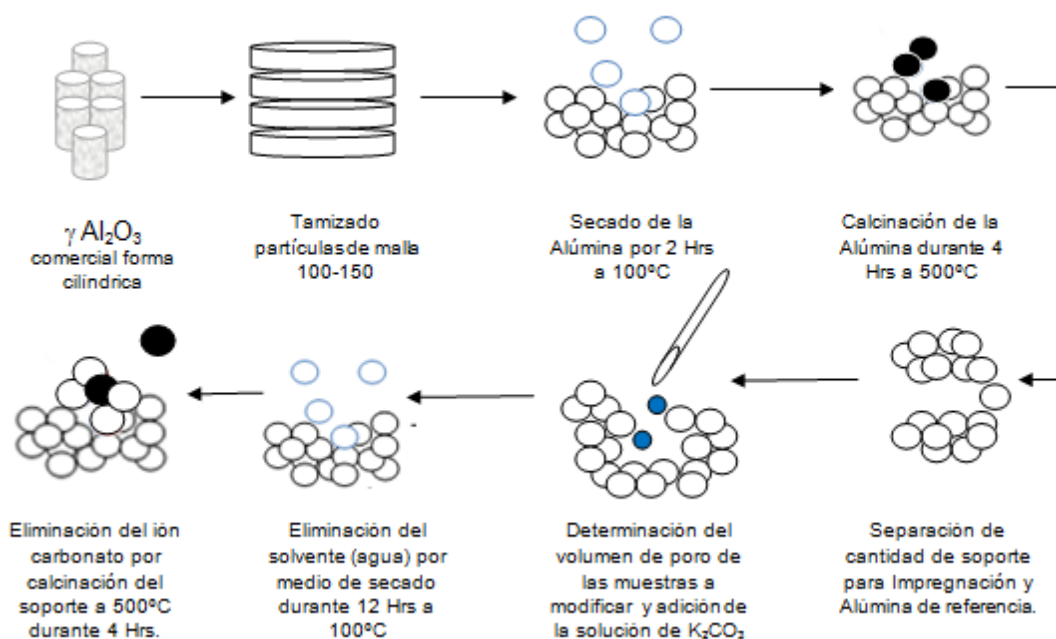 γ Al₂O₃
comercial forma
cilíndrica
Tamizado
partículas de malla
100-150
Secado de la
Alúmina por 2 Hrs
a 100ºC
Calcinación de la
Alúmina durante 4
Hrs a 500ºC
Eliminación del ión
carbonato por
calcinación del
soporte a 500ºC
durante 4 Hrs.
Eliminación del
solvente (agua) por
medio de secado
durante 12 Hrs a
100ºC
Determinación del
volumen de poro de
las muestras a
modificar y adición de
la solución de K₂CO₃
Separación de
cantidad de soporte
para Impregnación y
Alúmina de referencia.